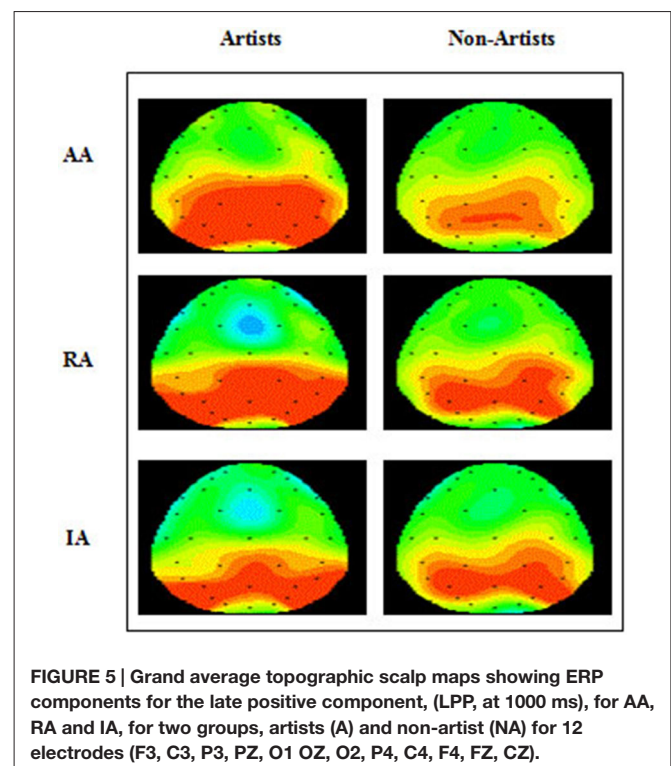 Artists Non-Artists
AA
RA
IA
FIGURE 5 | Grand average topographic scalp maps showing ERP
components for the late positive component, (LPP, at 1000 ms), for AA,
RA and IA, for two groups, artists (A) and non-artist (NA) for 12
electrodes (F3, C3, P3, PZ, O1 OZ, O2, P4, C4, F4, FZ, CZ).